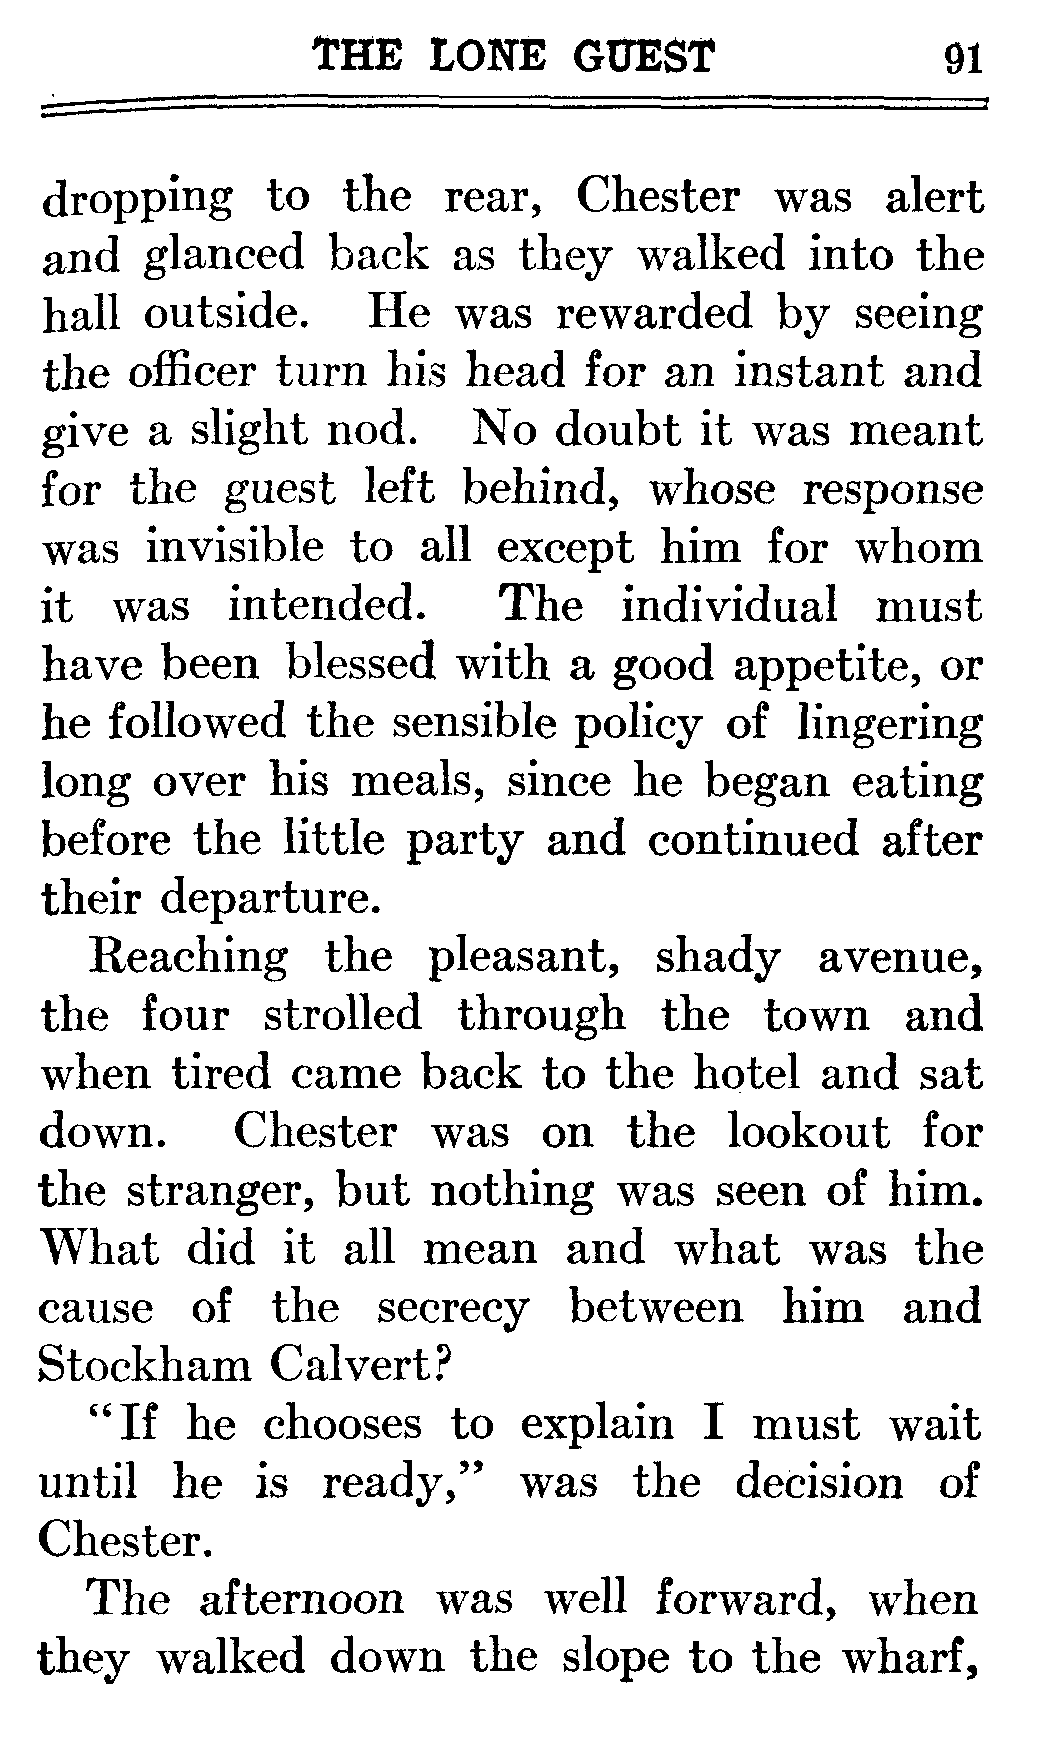 THE LONE GUEST 91
dropping to the rear, Chester was alert
and glanced back as they walked into the
hall outside. He was rewarded by seeing
the officer turn his head for an instant and
give a slight nod. No doubt it was meant
for the guest left behind, whose response
was invisible to all except him for whom
it was intended. The individual must
have been blessed with a good appetite, or
he followed the sensible policy of lingering
long over his meals, since he began eating
before the little party and continued after
their departure.
Reaching the pleasant, shady avenue,
the four strolled through the town and
when tired came back to the hotel and sat
down. Chester was on the lookout for
the stranger, but nothing was seen of him.
What did it all mean and what was the
cause of the secrecy between him and
Stockham Calvert?
"If he chooses to explain I must wait
until he is ready," was the decision of
Chester.
The afternoon was well forward, when
they walked down the slope to the wharf,